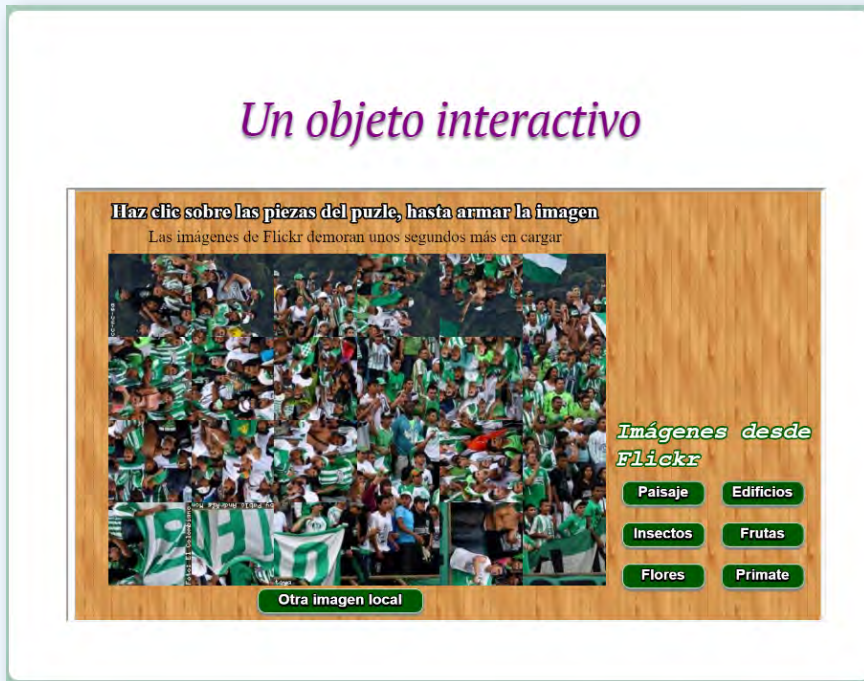 Un objeto interactivo
Haz clic sobre las piezas del puzle, hasta armar la imagen
Las imágenes de Flickr demoran unos segundos más en cargar
Imágenes desde
Flickr
Paisaje
Edificios
Insectos
Frutas
Flores
Primate
Otra imagen local